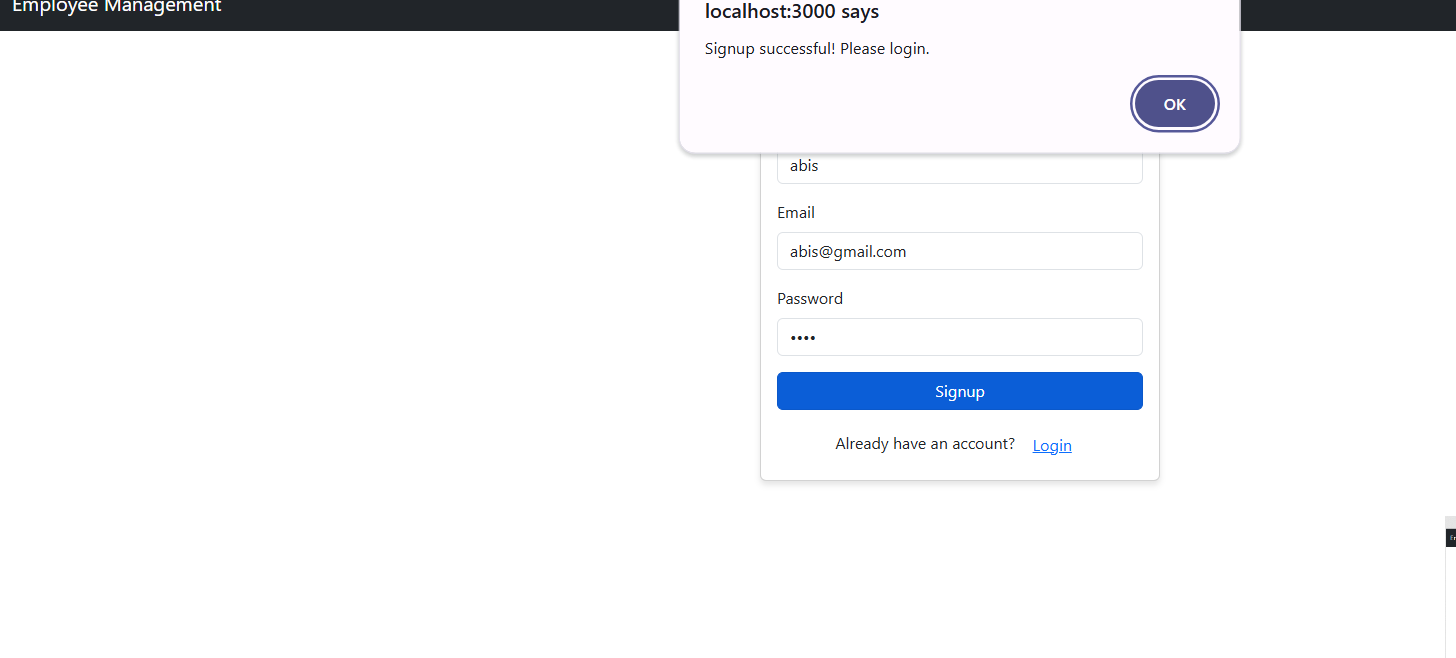 Employee Management
localhost:3000 says
Signup successful! Please login.
OK
abis
Email
abis@gmail.com
Password
••••
Signup
Already have an account? Login